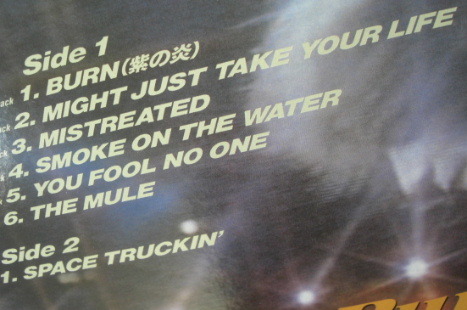 Side 1
1. BURN(紫の炎)
2. MIGHT JUST TAKE YOUR LIFE
3. MISTREATED
4. SMOKE ON THE WATER
5. YOU FOOL NO ONE
6. THE MULE
Side 2
1. SPACE TRUCKIN'